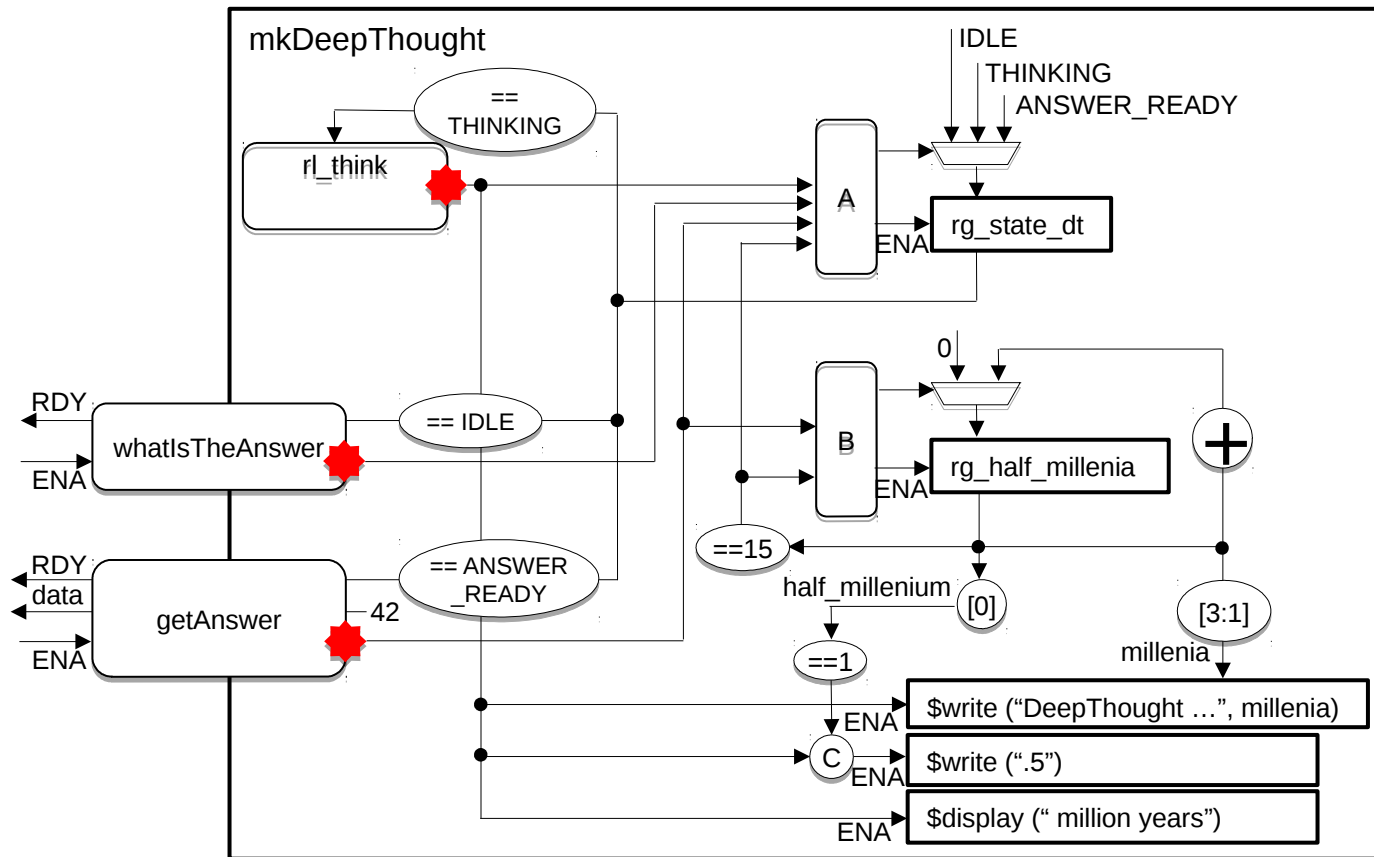 mkDeepThought
IDLE
THINKING
ANSWER_READY
==
THINKING
rl_think
A
ENA
rg_state_dt
0
RDY
whatIsTheAnswer
ENA
== IDLE
B
ENA
rg_half_millenia
+
RDY
data
getAnswer
ENA
== ANSWER
_READY
42
==15
half_millenium
[0]
[3:1]
==1
millenia
ENA
$write (“DeepThought …”, millenia)
C
ENA
$write (“.5”)
ENA
$display (“ million years”)